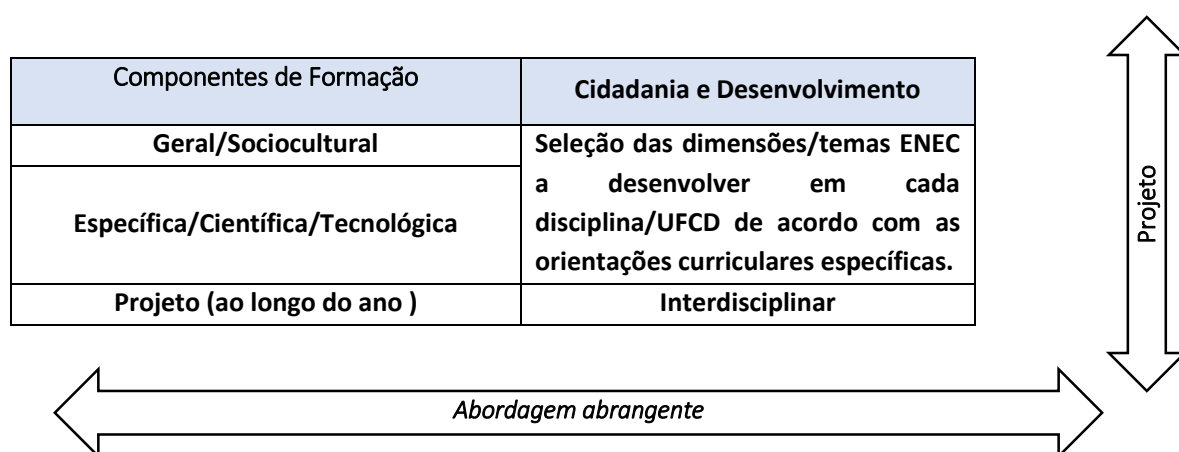 Componentes de Formação
Cidadania e Desenvolvimento
Geral/Sociocultural
Seleção das dimensões/temas ENEC
a desenvolver em cada
disciplina/UFCD de acordo com as
orientações curriculares específicas.
Específica/Científica/Tecnológica
Projeto (ao longo do ano )
Interdisciplinar
Projeto
Abordagem abrangente